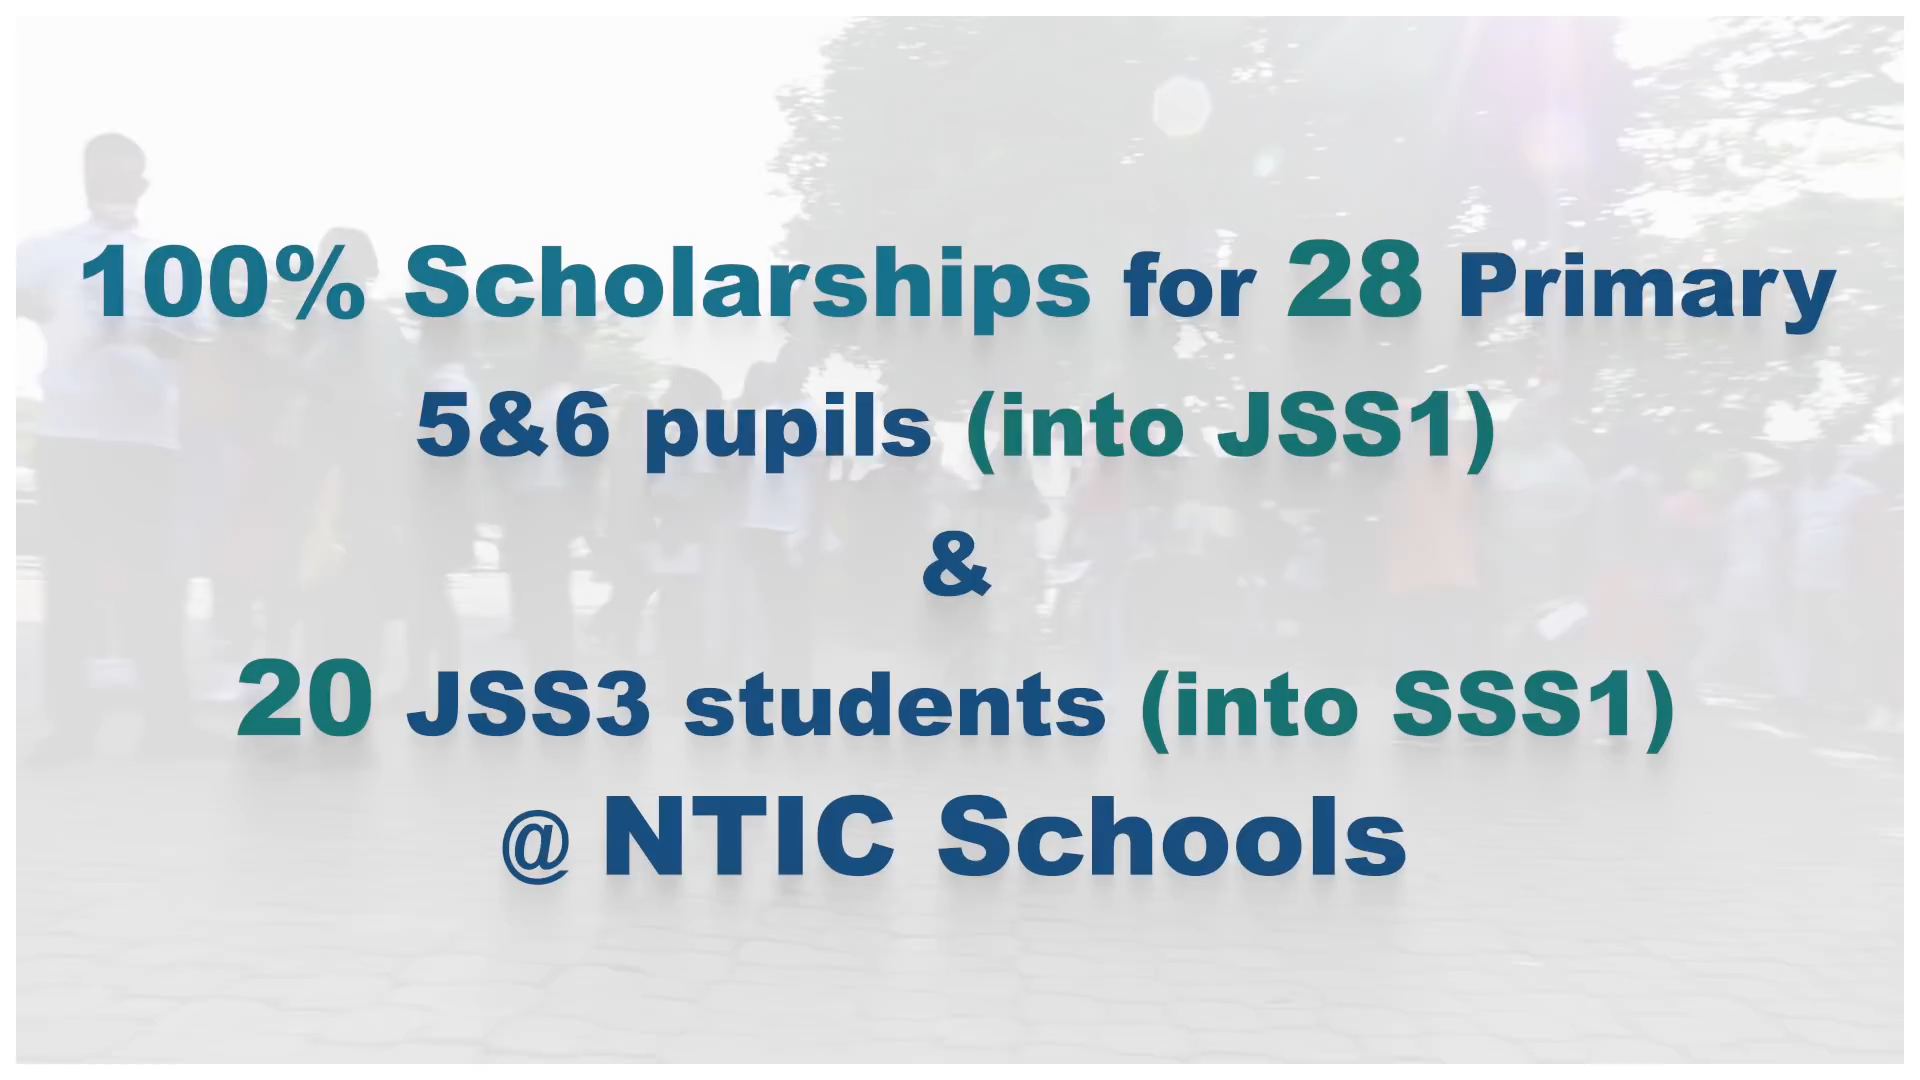 100% Scholarships for 28 Primary
5&6 pupils (into JSS1)
&
20 JSS3 students (into SSS1)
@ NTIC Schools